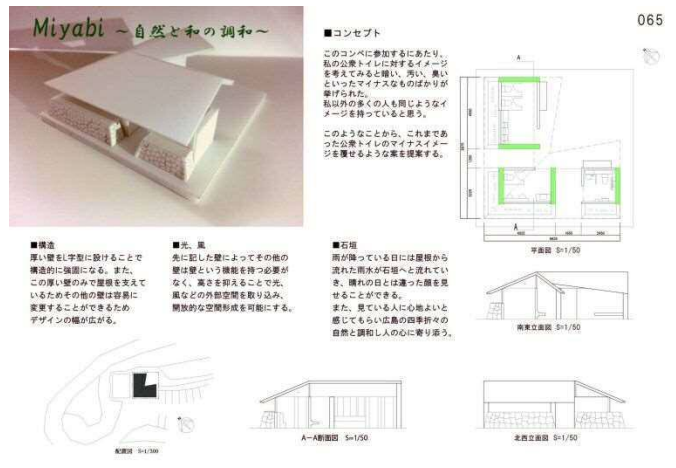 Miyabi ～自然と和の調和～
065
■コンセプト
このコンペに参加するにあたり、
私の公衆トイレに対するイメージ
を考えてみると暗い、汚い、臭い
といったマイナスなものばかりが
挙げられた。
私以外の多くの人も同じようなイ
メージを持っていると思う。
このようなことから、これまであ
った公衆トイレのマイナスイメー
ジを覆せるような案を提案する。
A
A
平面図 S=1/50
■構造
厚い壁をL字型に設けることで
構造的に強固になる。また、
この厚い壁のみで屋根を支えて
いるためその他の壁は容易に
変更することができるため
デザインの幅が広がる。
■光、風
先に記した壁によってその他の
壁は壁という機能を持つ必要が
なく、高さを抑えることで光、
風などの外部空間を取り込み、
開放的な空間形成を可能にする。
■石垣
雨が降っている日には屋根から
流れた雨水が石垣へと流れてい
き、晴れの日とは違った顔を見
せることができる。
また、見ている人に心地よいと
感じてもらい広島の四季折々の
自然と調和し人の心に寄り添う。
南東立面図 S=1/50
配置図 S=1/300
A−A断面図 S=1/50
北西立面図 S=1/50